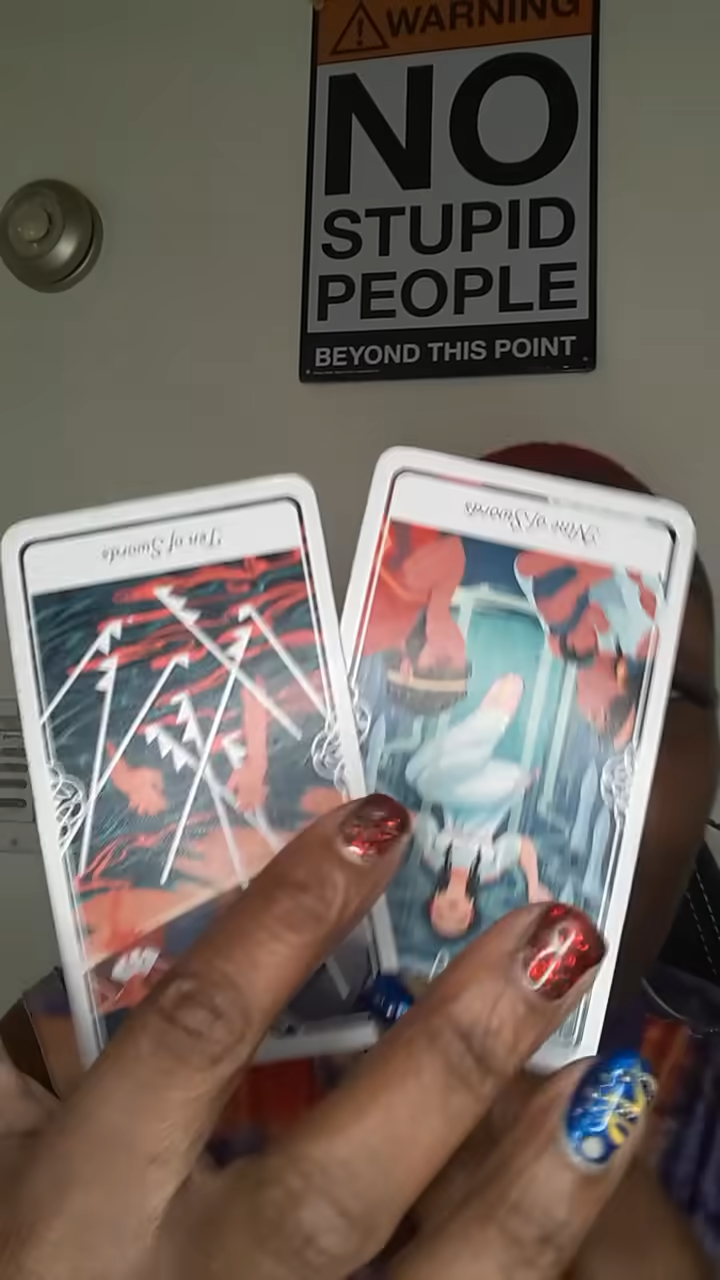 WARNING
NO
STUPID
PEOPLE
BEYOND THIS POINT
Ten of Swords
Nine of Swords